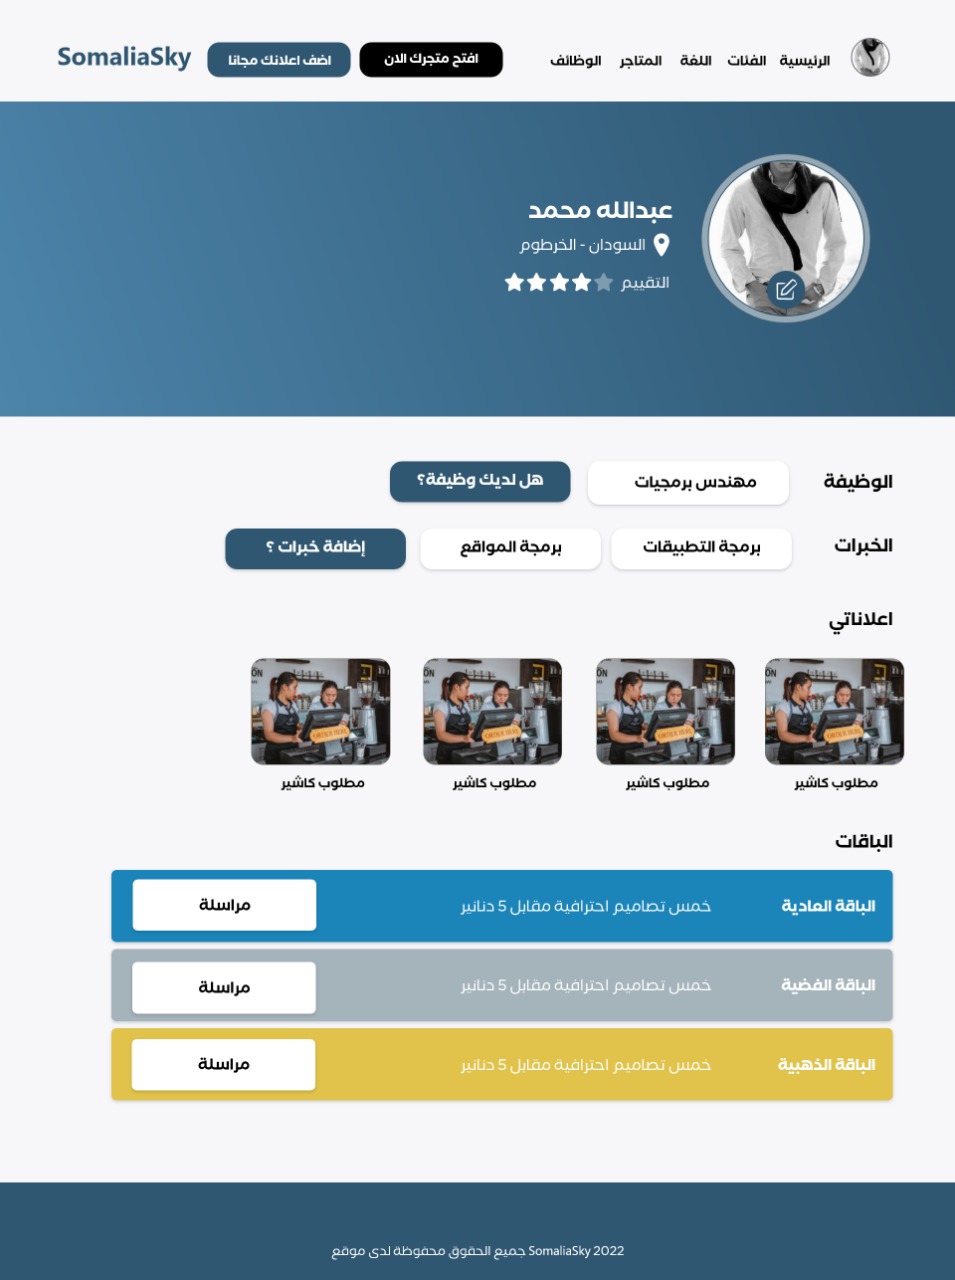 الرئيسية الفئات اللغة المتاجر الوظائف افتح متجرك الان اضف اعلانك مجانا SomaliaSky
عبدالله محمد
السودان - الخرطوم
التقييم
الوظيفة مهندس برمجيات هل لديك وظيفة؟
الخبرات برمجة التطبيقات برمجة المواقع إضافة خبرات ؟
اعلاناتي
مطلوب كاشير مطلوب كاشير مطلوب كاشير مطلوب كاشير
الباقات
الباقة العادية خمس تصاميم احترافية مقابل 5 دنانير مراسلة
الباقة الفضية خمس تصاميم احترافية مقابل 5 دنانير مراسلة
الباقة الذهبية خمس تصاميم احترافية مقابل 5 دنانير مراسلة
جميع الحقوق محفوظة لدى موقع SomaliaSky 2022